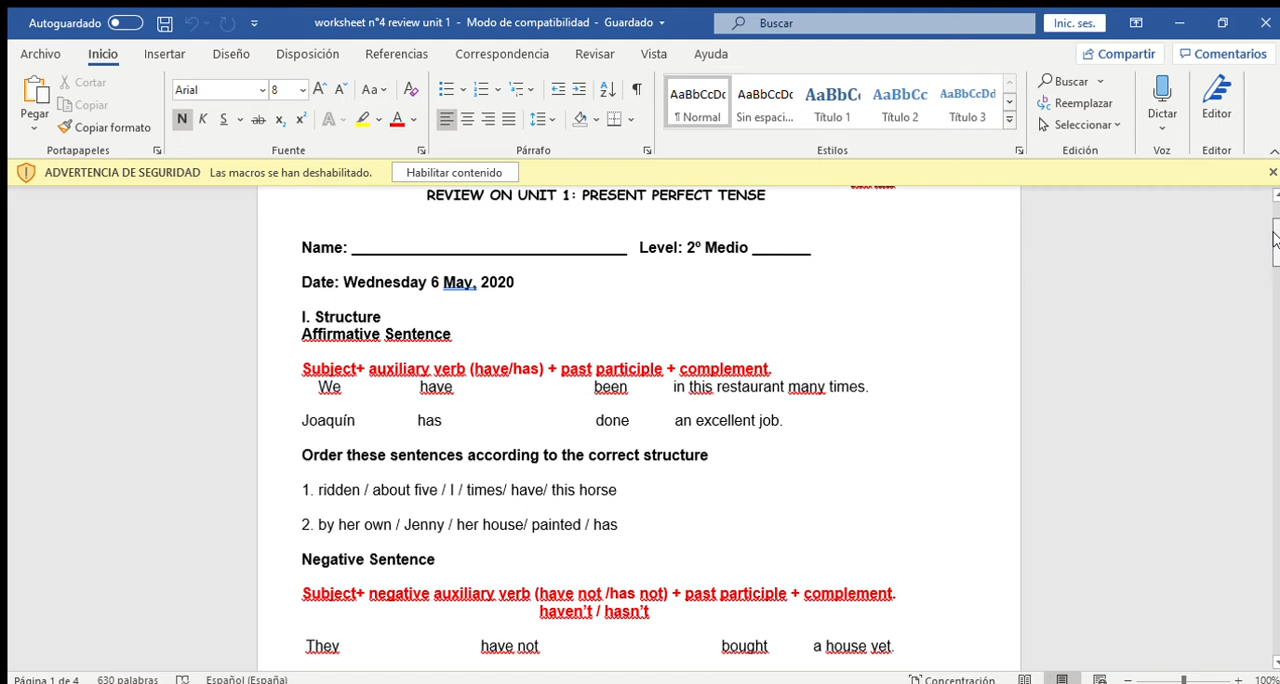 Autoguardado worksheet n°4 review unit 1 - Modo de compatibilidad - Guardado Buscar Inic. ses.
Archivo Inicio Insertar Diseño Disposición Referencias Correspondencia Revisar Vista Ayuda Compartir Comentarios
Pegar Cortar
Copiar
Copiar formato
Portapapeles
Arial 8 A A Aa A
N K S ab x₂ x² A A
Fuente
Párrafo
AaBbCcDc AaBbCcDc AaBbC AaBbCc AaBbCcDd
¶ Normal Sin espaci... Título 1 Título 2 Título 3
Estilos
Buscar
Reemplazar
Seleccionar
Edición
Dictar
Voz
Editor
Editor
ADVERTENCIA DE SEGURIDAD Las macros se han deshabilitado. Habilitar contenido
REVIEW ON UNIT 1: PRESENT PERFECT TENSE
Name: ______________________________ Level: 2º Medio _______
Date: Wednesday 6 May, 2020
I. Structure
Affirmative Sentence
Subject+ auxiliary verb (have/has) + past participle + complement.
We have been in this restaurant many times.
Joaquín has done an excellent job.
Order these sentences according to the correct structure
1. ridden / about five / I / times/ have/ this horse
2. by her own / Jenny / her house/ painted / has
Negative Sentence
Subject+ negative auxiliary verb (have not /has not) + past participle + complement.
haven't / hasn't
They have not bought a house yet.
Página 1 de 4 630 palabras Español (España) Concentración 100%